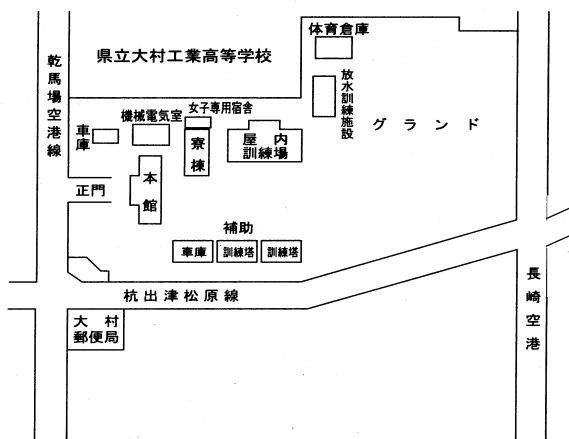 体育倉庫
県立大村工業高等学校
乾馬場空港線
放水訓練施設
女子専用宿舎
機械電気室
グランド
車庫
寮棟
屋内
訓練場
本館
正門
補助
車庫
訓練塔
訓練塔
長崎空港
杭出津松原線
大村
郵便局